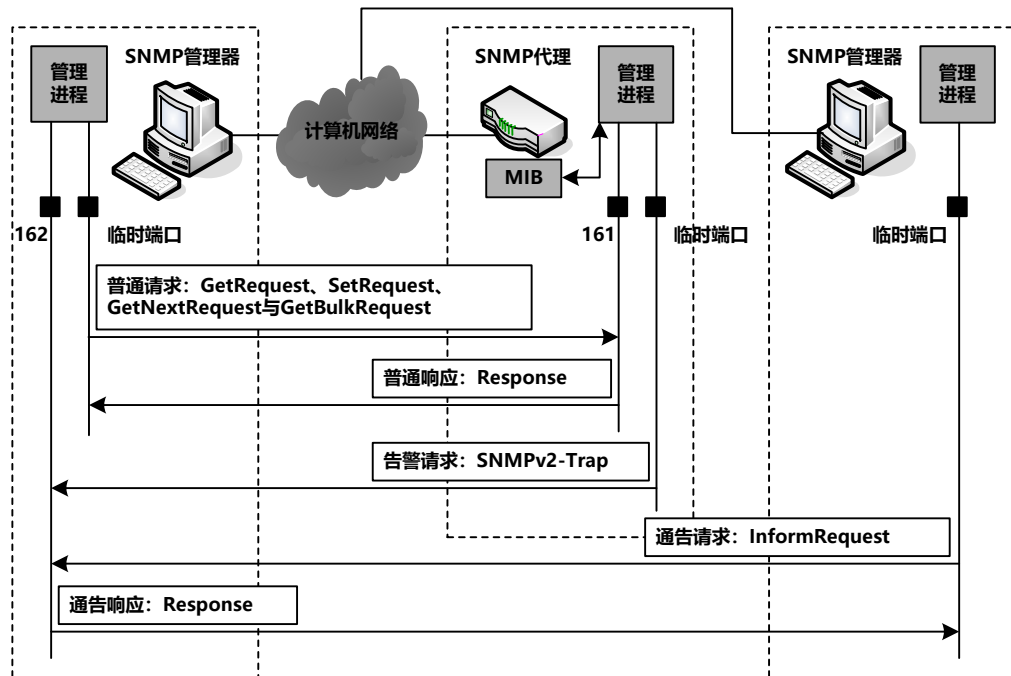 管理
进程
SNMP管理器
计算机网络
SNMP代理
管理
进程
MIB
SNMP管理器
管理
进程
162
临时端口
161
临时端口
临时端口
普通请求：GetRequest、SetRequest、
GetNextRequest与GetBulkRequest
普通响应：Response
告警请求：SNMPv2-Trap
通告请求：InformRequest
通告响应：Response